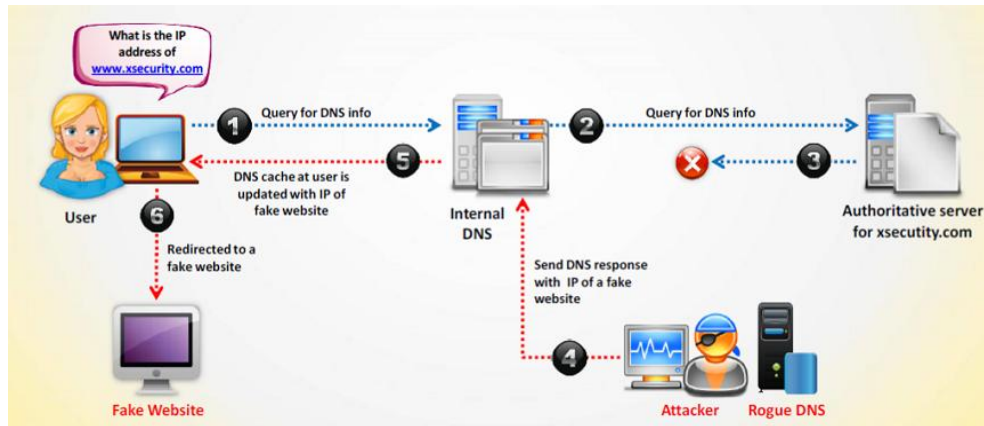 What is the IP
address of
www.xsecurity.com
1
Query for DNS info
2
Query for DNS info
5
3
DNS cache at user is
updated with IP of
fake website
User
Internal
DNS
Authoritative server
for xsecutity.com
6
Redirected to a
fake website
Send DNS response
with IP of a fake
website
4
Fake Website
Attacker
Rogue DNS